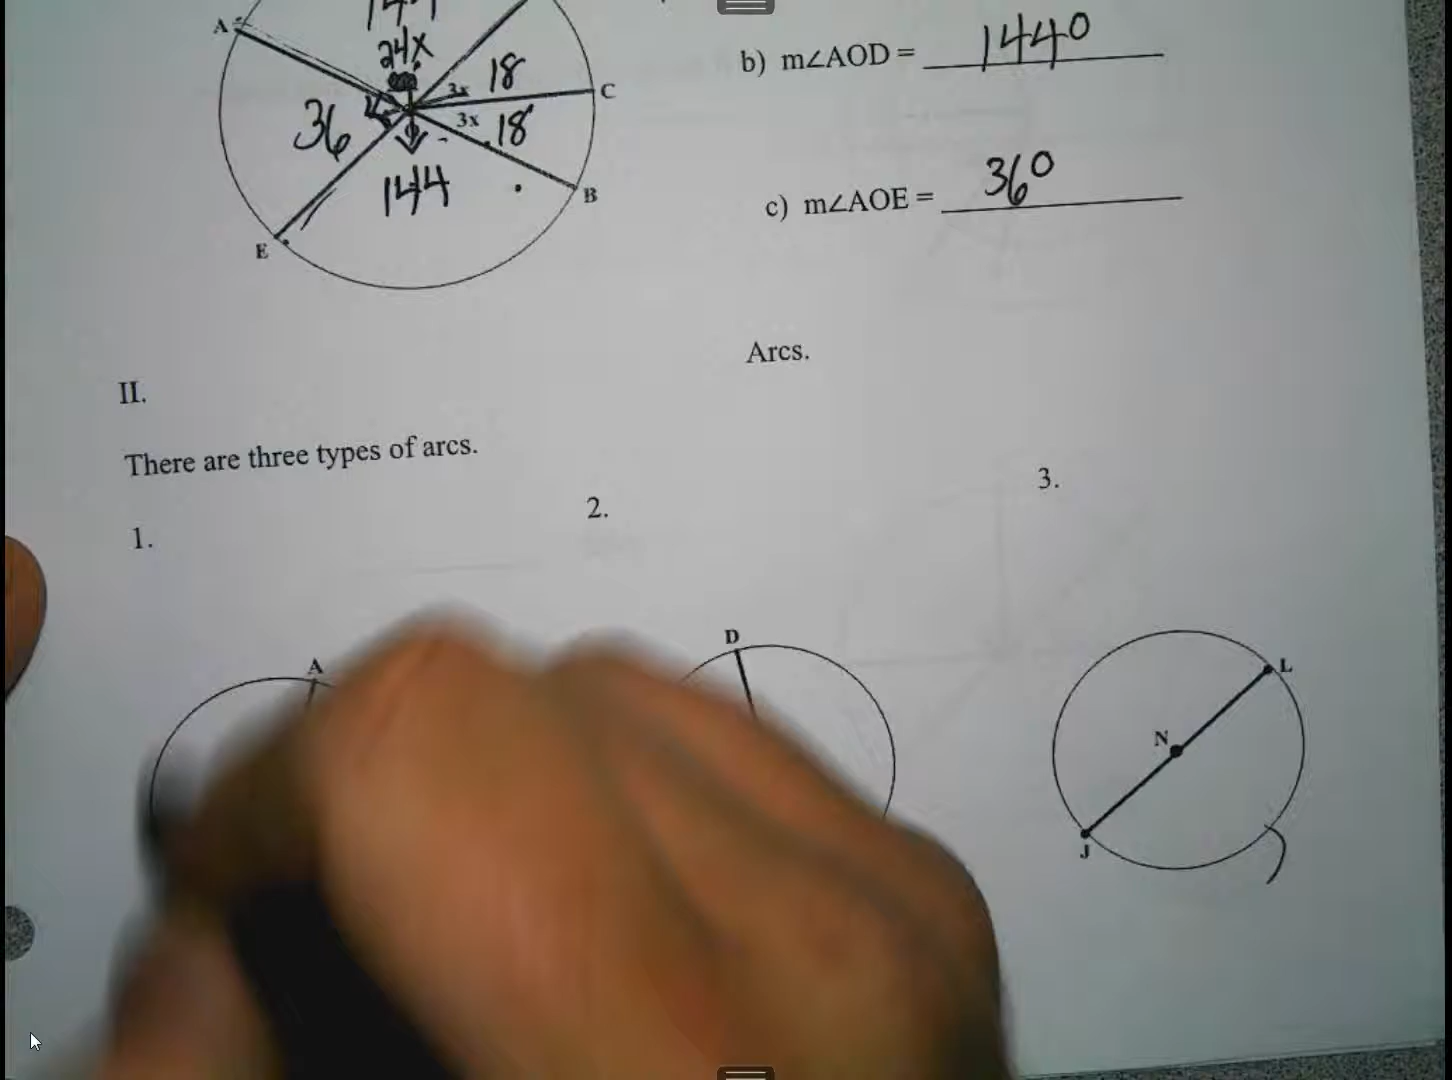 A
24x
b) m∠AOD = 144°
3x 18
C
36
3x 18
144
B
c) m∠AOE = 36°
E
Arcs.
II.
There are three types of arcs.
3.
2.
1.
D
A
L
N
J